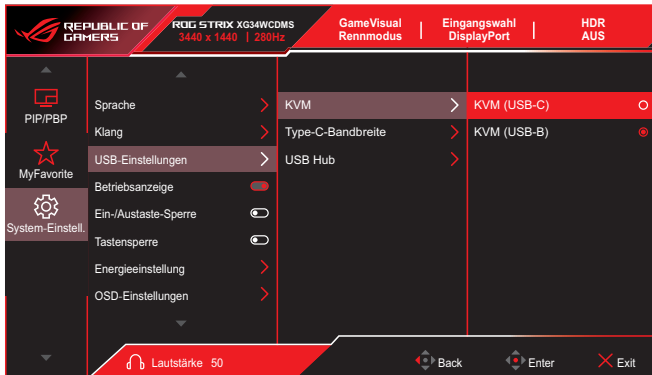 REPUBLIC OF
GAMERS
ROG STRIX XG34WCDMS
3440 x 1440 | 280Hz
GameVisual
Rennmodus
Eingangswahl
DisplayPort
HDR
AUS
PIP/PBP
MyFavorite
System-Einstell.
Sprache
Klang
USB-Einstellungen
Betriebsanzeige
Ein-/Austaste-Sperre
Tastensperre
Energieeinstellung
OSD-Einstellungen
KVM
Type-C-Bandbreite
USB Hub
KVM (USB-C)
KVM (USB-B)
Lautstärke 50
Back
Enter
Exit